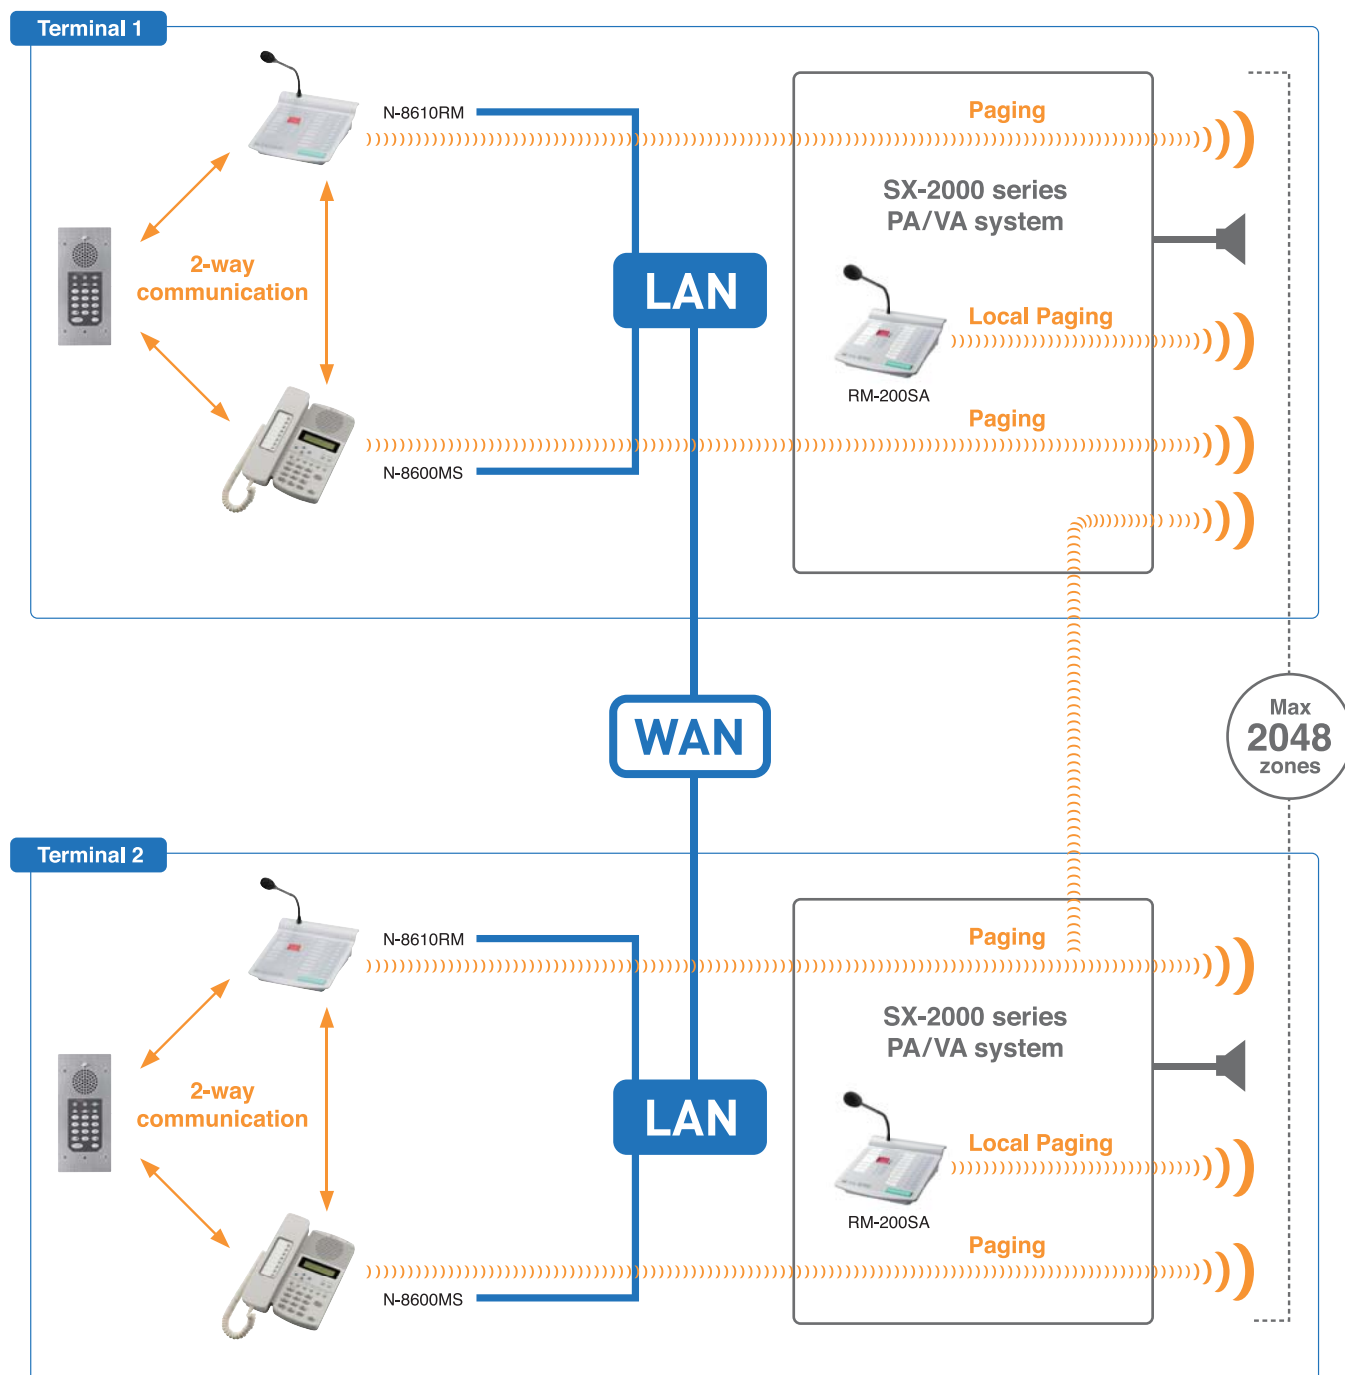 Terminal 1
N-8610RM
Paging
SX-2000 series
PA/VA system
2-way
communication
LAN
Local Paging
RM-200SA
Paging
N-8600MS
WAN
Max
2048
zones
Terminal 2
N-8610RM
Paging
SX-2000 series
PA/VA system
2-way
communication
LAN
Local Paging
RM-200SA
Paging
N-8600MS